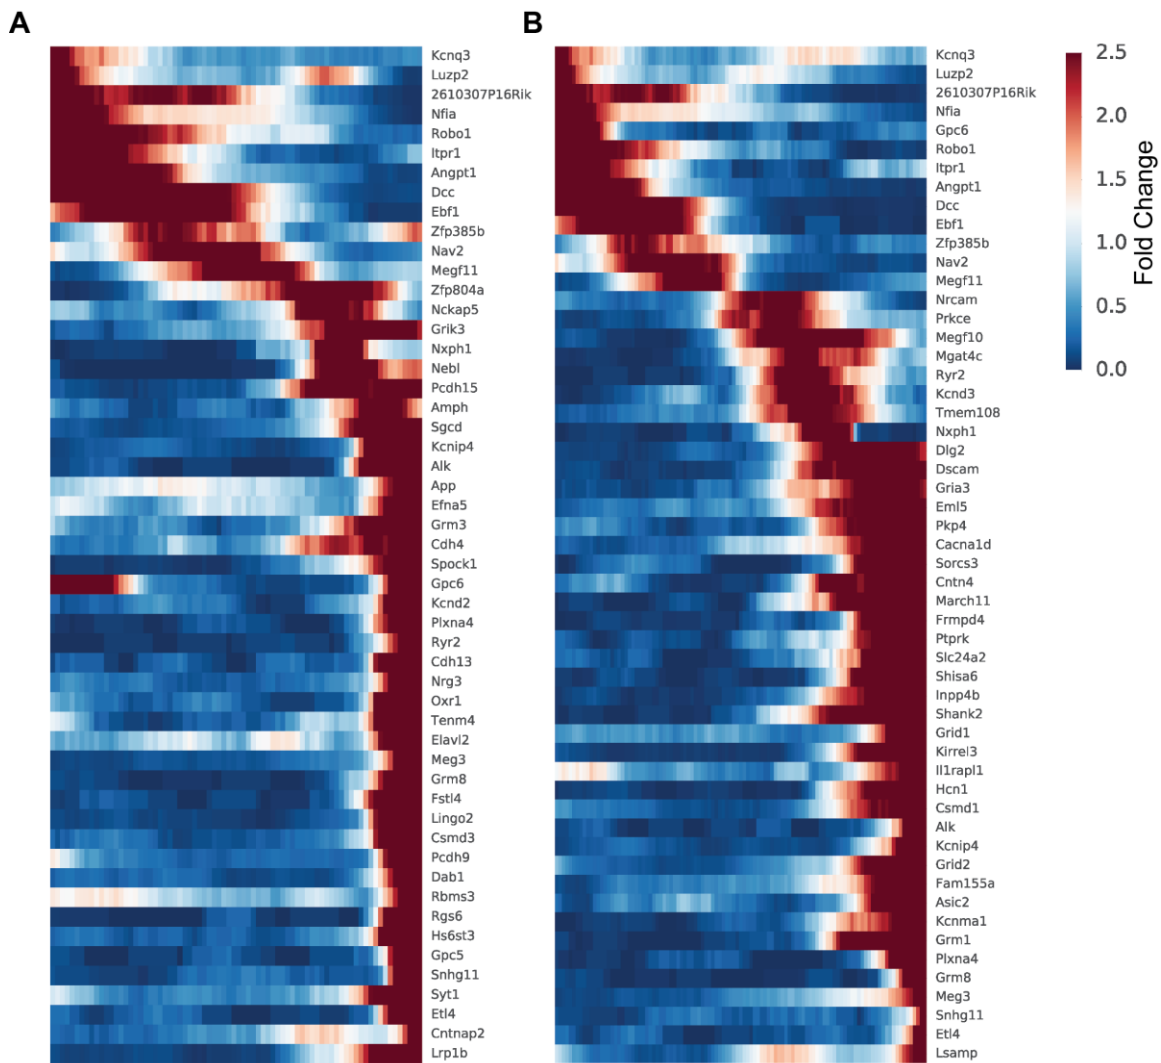 A
Kcnq3
Luzp2
2610307P16Rik
Nfia
Robo1
Itpr1
Angpt1
Dcc
Ebf1
Zfp385b
Nav2
Megf11
Zfp804a
Nckap5
Grik3
Nxph1
Nebl
Pcdh15
Amph
Sgcd
Kcnip4
Alk
App
Efna5
Grm3
Cdh4
Spock1
Gpc6
Kcnd2
Plxna4
Ryr2
Cdh13
Nrg3
Oxr1
Tenm4
Elavl2
Meg3
Grm8
Fstl4
Lingo2
Csmd3
Pcdh9
Dab1
Rbms3
Rgs6
Hs6st3
Gpc5
Snhg11
Syt1
Etl4
Cntnap2
Lrp1b
B
Kcnq3
Luzp2
2610307P16Rik
Nfia
Gpc6
Robo1
Itpr1
Angpt1
Dcc
Ebf1
Zfp385b
Nav2
Megf11
Nrcam
Prkce
Megf10
Mgat4c
Ryr2
Kcnd3
Tmem108
Nxph1
Dlg2
Dscam
Gria3
Eml5
Pkp4
Cacna1d
Sorcs3
Cntn4
March11
Frmpd4
Ptprk
Slc24a2
Shisa6
Inpp4b
Shank2
Grid1
Kirrel3
Il1rapl1
Hcn1
Csmd1
Alk
Kcnip4
Grid2
Fam155a
Asic2
Kcnma1
Grm1
Plxna4
Grm8
Meg3
Snhg11
Etl4
Lsamp
2.5
2.0
1.5
1.0
0.5
0.0
Fold Change